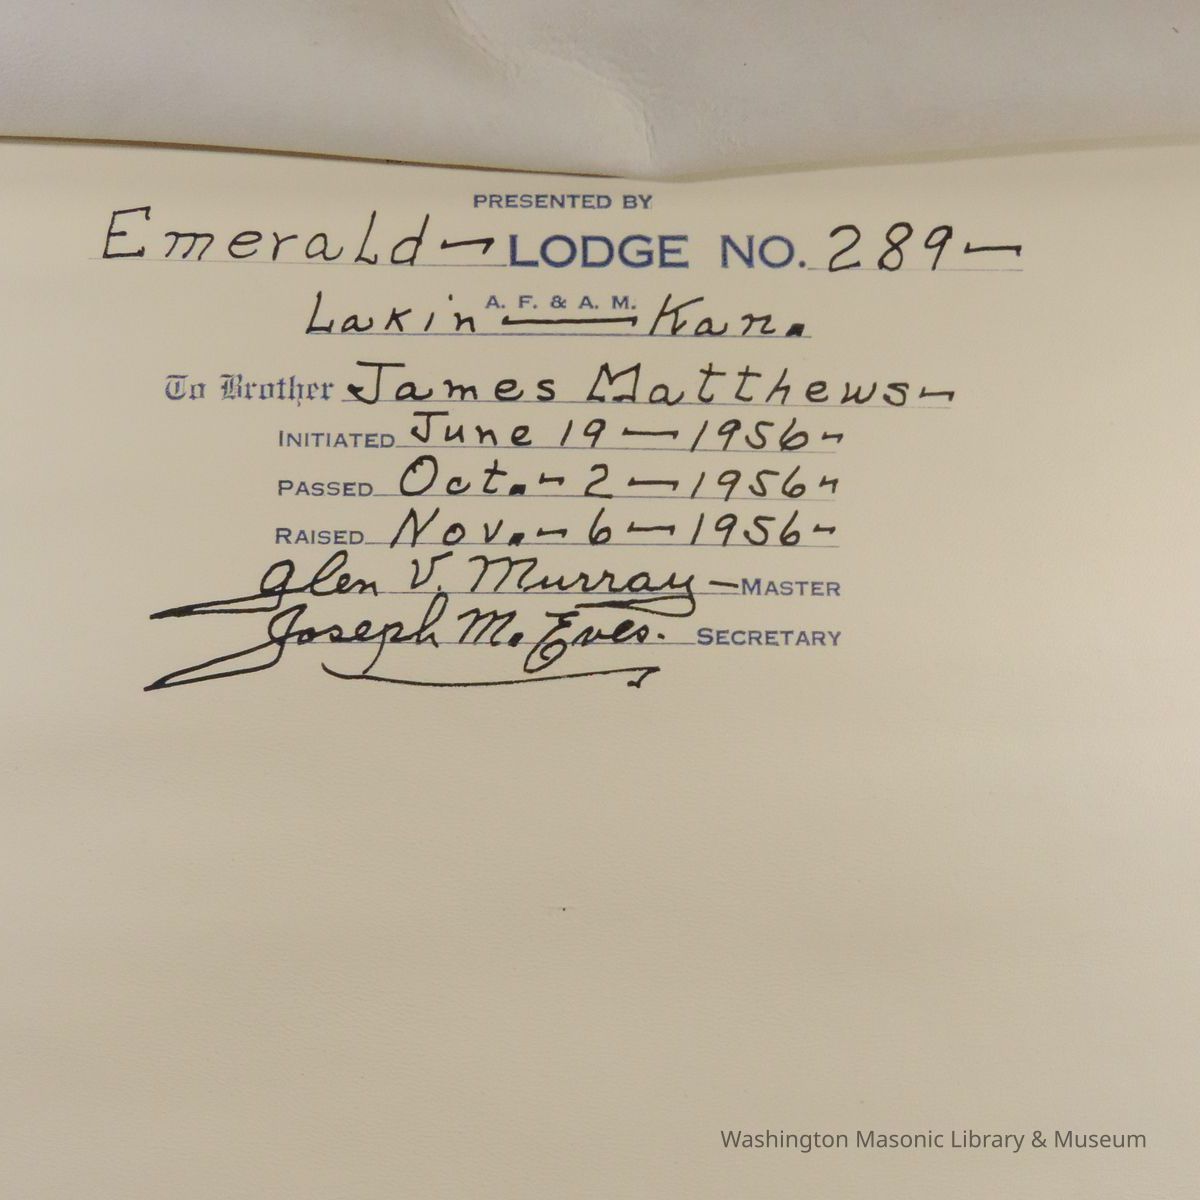 PRESENTED BY
Emerald — LODGE NO. 289 —
A. F. & A. M.
Lakin — Kan.
To Brother James Matthews -
INITIATED June 19 — 1956 -
PASSED Oct. - 2 — 1956 -
RAISED Nov. - 6 — 1956 -
Glen V. Murray — MASTER
Joseph M. Eves. SECRETARY
Washington Masonic Library & Museum